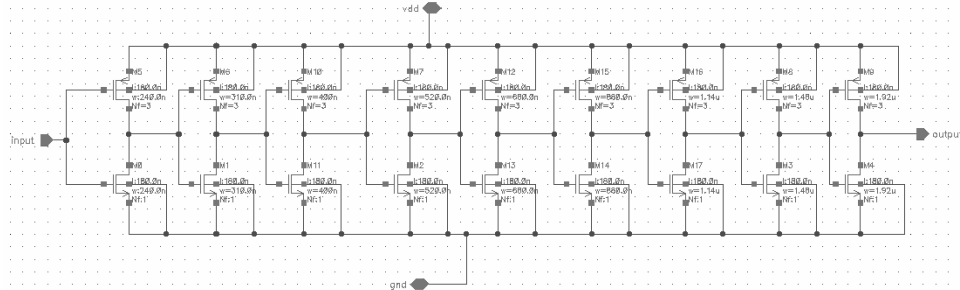 vdd
M5
l:180.0n
w:240.0n
Nf=3
M6
l:180.0n
w:310.0n
Nf=3
M10
l:180.0n
w:400n
Nf=3
M7
l:180.0n
w:520.0n
Nf=3
M12
l:180.0n
w:680.0n
Nf=3
M15
l:180.0n
w:880.0n
Nf=3
M16
l:180.0n
w:1.14u
Nf=3
M8
l:180.0n
w:1.48u
Nf=3
M9
l:180.0n
w:1.92u
Nf=3
input
output
M0
l:180.0n
w:240.0n
Nf:1
M1
l:180.0n
w:310.0n
Nf:1
M11
l:180.0n
w:400n
Nf:1
M2
l:180.0n
w:520.0n
Nf:1
M13
l:180.0n
w:680.0n
Nf:1
M14
l:180.0n
w:880.0n
Nf:1
M17
l:180.0n
w:1.14u
Nf:1
M3
l:180.0n
w:1.48u
Nf:1
M4
l:180.0n
w:1.92u
Nf:1
gnd